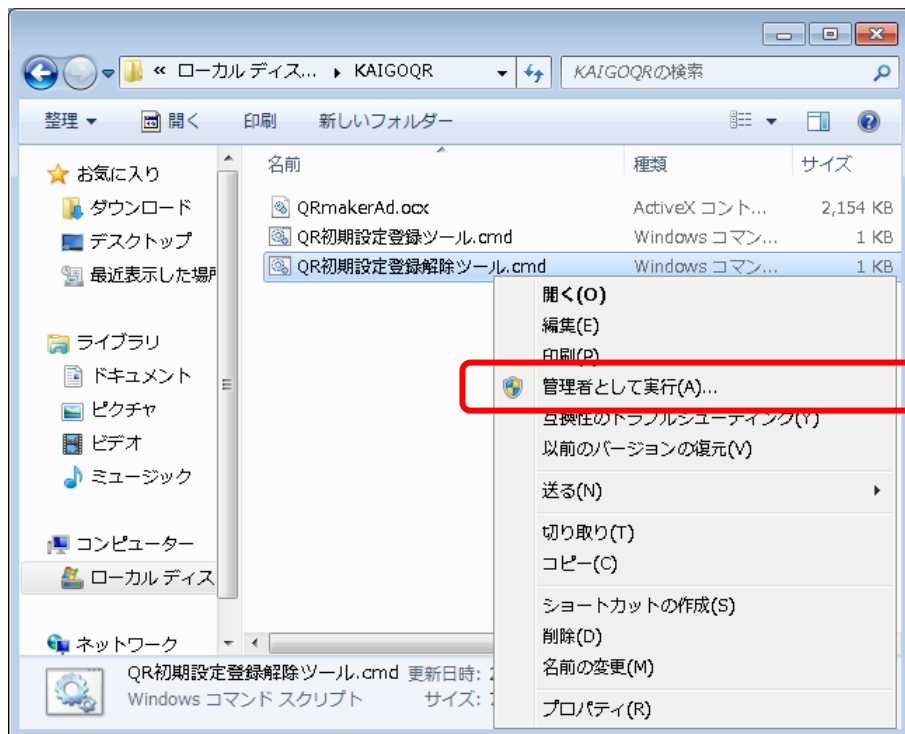 « ローカル ディス... ▸ KAIGOQR
KAIGOQRの検索
整理 開く 印刷 新しいフォルダー
名前 種類 サイズ
QRmakerAd.ocx ActiveX コント... 2,154 KB
QR初期設定登録ツール.cmd Windows コマン... 1 KB
QR初期設定登録解除ツール.cmd Windows コマン... 1 KB
お気に入り
ダウンロード
デスクトップ
最近表示した場所
ライブラリ
ドキュメント
ピクチャ
ビデオ
ミュージック
コンピューター
ローカル ディス
ネットワーク
開く(O)
編集(E)
印刷(P)
管理者として実行(A)...
互換性のトラブルシューティング(Y)
以前のバージョンの復元(V)
送る(N)
切り取り(T)
コピー(C)
ショートカットの作成(S)
削除(D)
名前の変更(M)
プロパティ(R)
QR初期設定登録解除ツール.cmd 更新日時:
Windows コマンド スクリプト サイズ: